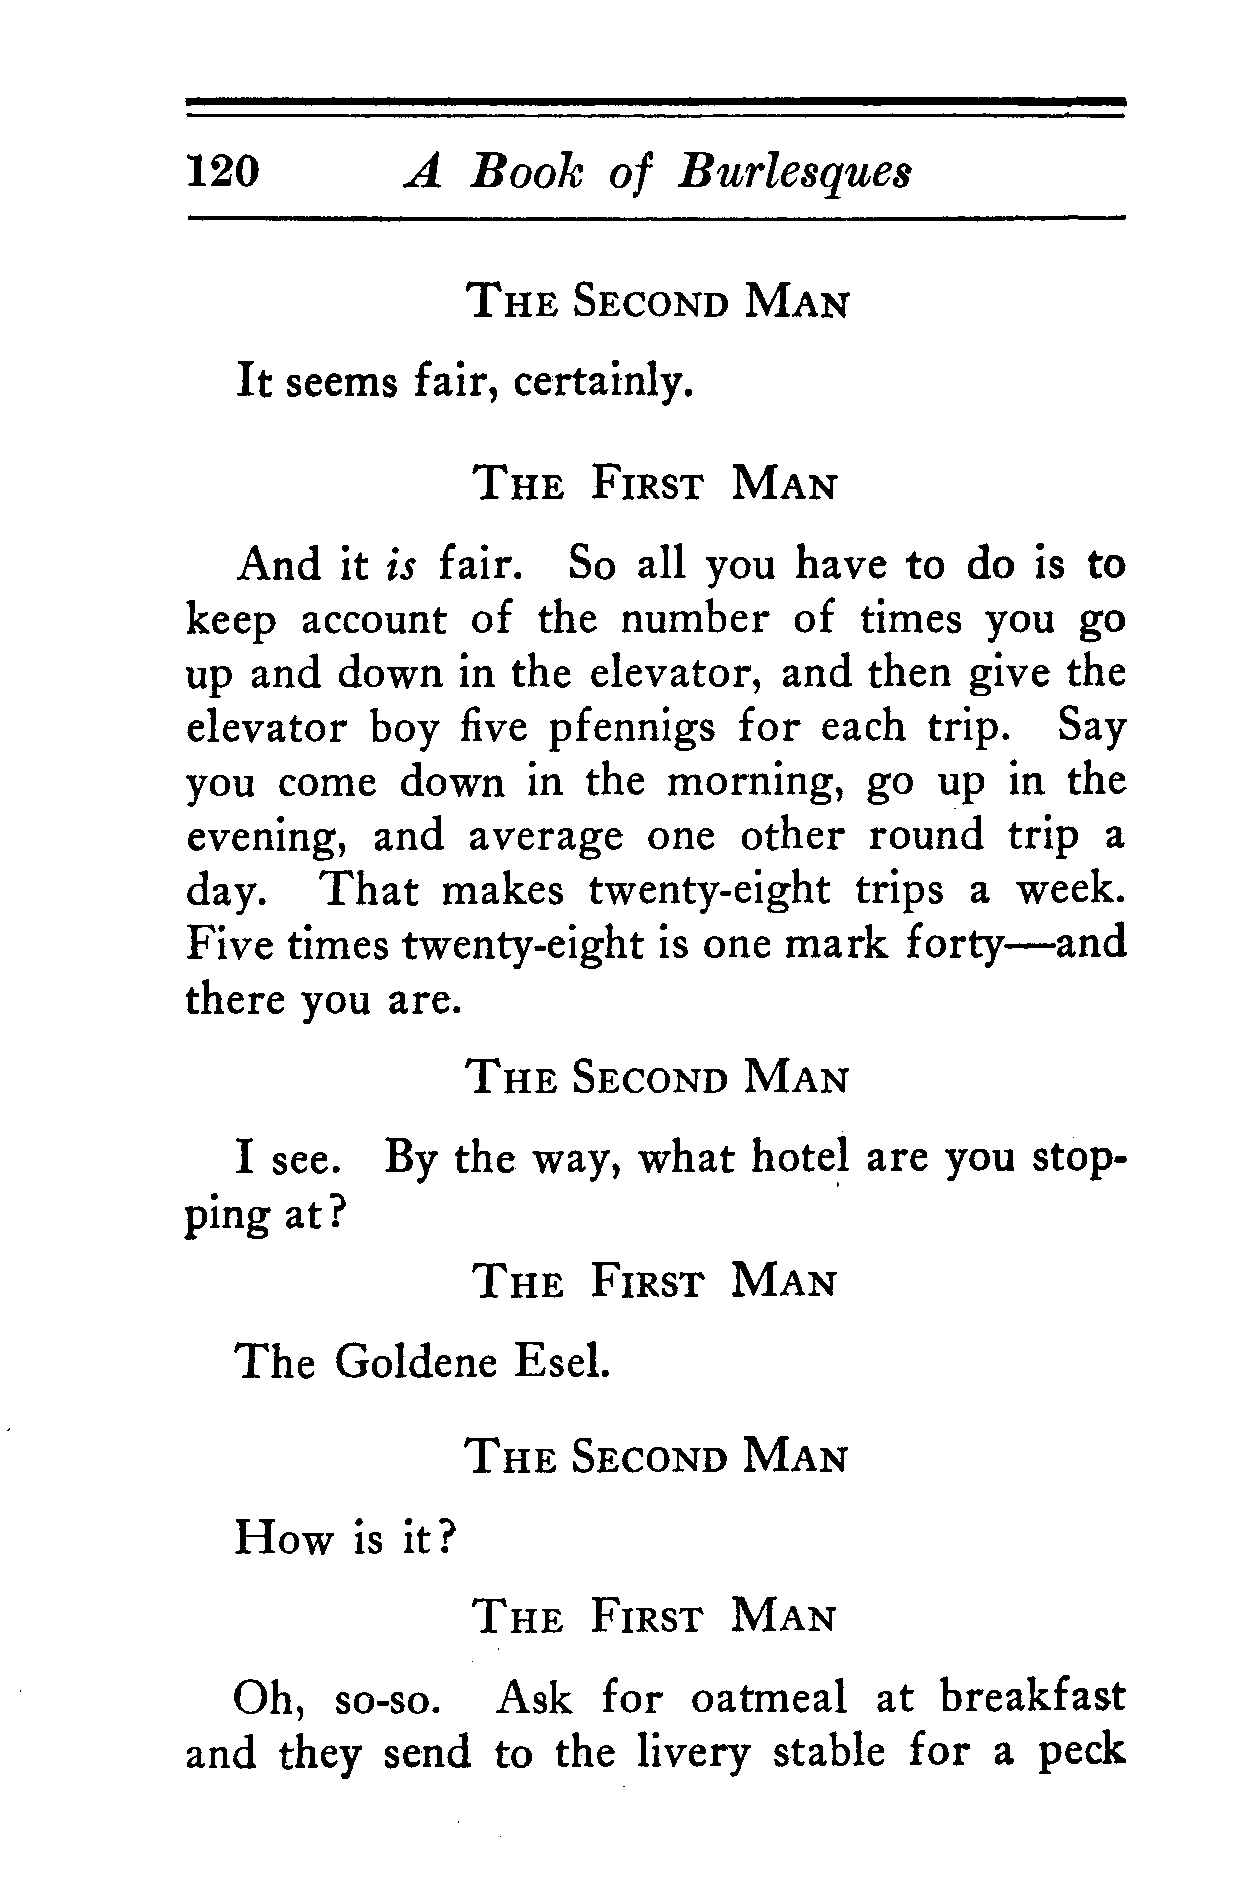 120 A Book of Burlesques
The Second Man
It seems fair, certainly.
The First Man
And it is fair. So all you have to do is to
keep account of the number of times you go
up and down in the elevator, and then give the
elevator boy five pfennigs for each trip. Say
you come down in the morning, go up in the
evening, and average one other round trip a
day. That makes twenty-eight trips a week.
Five times twenty-eight is one mark forty—and
there you are.
The Second Man
I see. By the way, what hotel are you stop-
ping at?
The First Man
The Goldene Esel.
The Second Man
How is it?
The First Man
Oh, so-so. Ask for oatmeal at breakfast
and they send to the livery stable for a peck